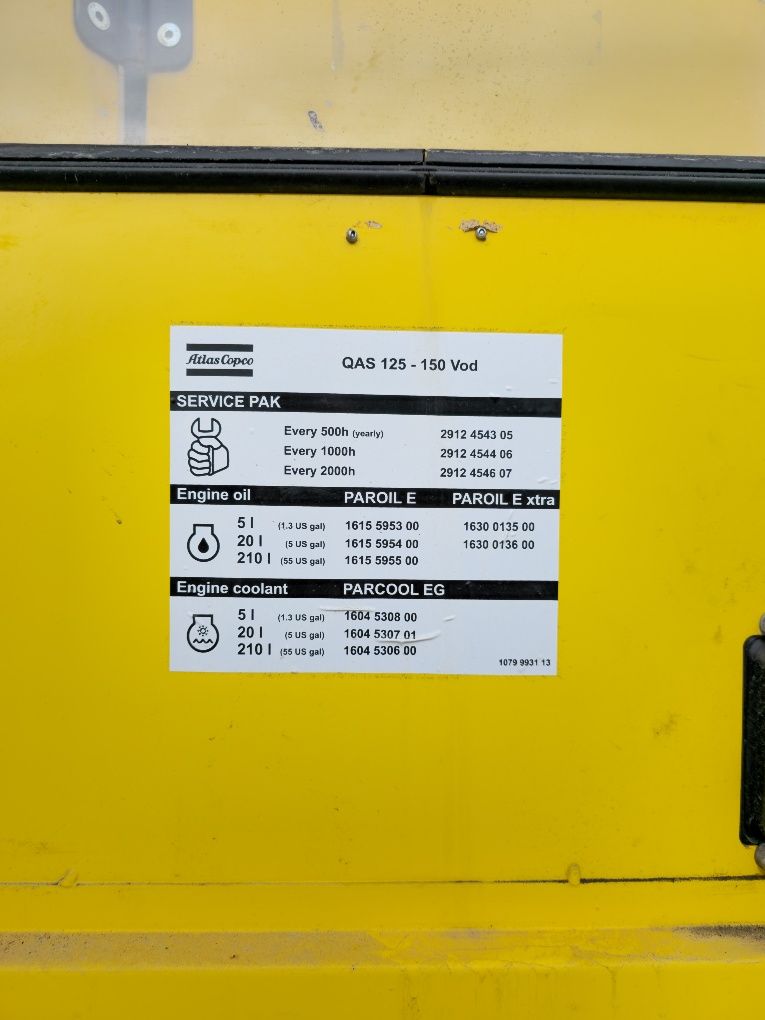 Atlas Copco
QAS 125 - 150 Vod
SERVICE PAK
Every 500h (yearly) 2912 4543 05
Every 1000h 2912 4544 06
Every 2000h 2912 4546 07
Engine oil PAROIL E PAROIL E xtra
5 l (1.3 US gal) 1615 5953 00 1630 0135 00
20 l (5 US gal) 1615 5954 00 1630 0136 00
210 l (55 US gal) 1615 5955 00
Engine coolant PARCOOL EG
5 l (1.3 US gal) 1604 5308 00
20 l (5 US gal) 1604 5307 01
210 l (55 US gal) 1604 5306 00
1079 9931 13